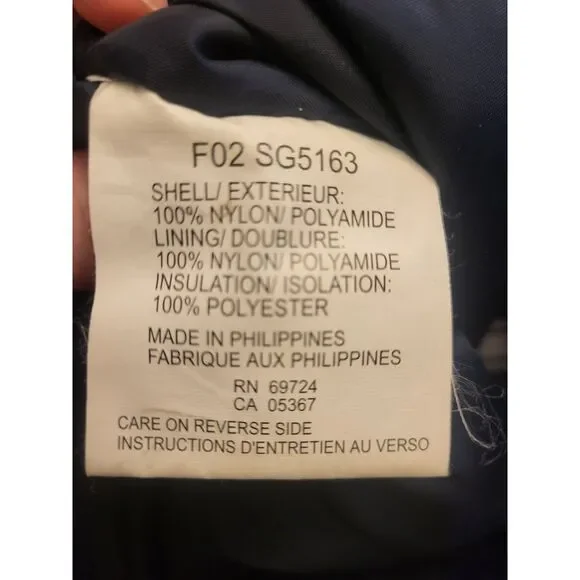 F02 SG5163
SHELL/ EXTERIEUR:
100% NYLON/ POLYAMIDE
LINING/ DOUBLURE:
100% NYLON/ POLYAMIDE
INSULATION/ ISOLATION:
100% POLYESTER
MADE IN PHILIPPINES
FABRIQUE AUX PHILIPPINES
RN 69724
CA 05367
CARE ON REVERSE SIDE
INSTRUCTIONS D'ENTRETIEN AU VERSO